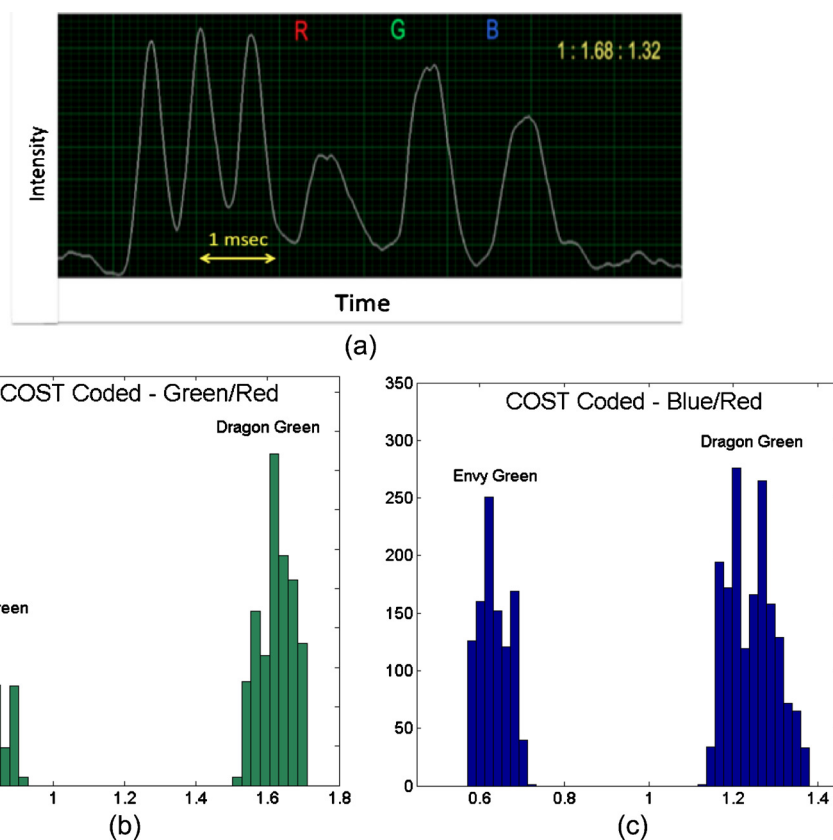 R G B
1 : 1.68 : 1.32
Intensity
1 msec
Time
(a)
COST Coded - Green/Red
Dragon Green
1 1.2 1.4 1.6 1.8
(b)
COST Coded - Blue/Red
Envy Green
Dragon Green
350
300
250
200
150
100
50
0
0.6 0.8 1 1.2 1.4
(c)